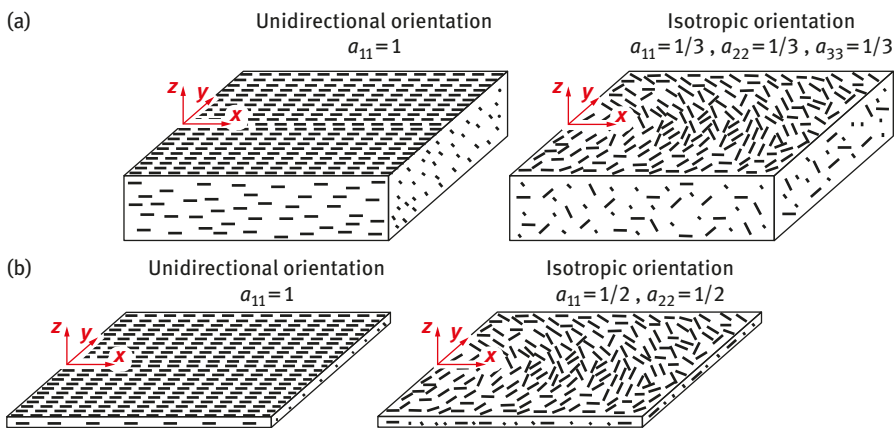 (a)
Unidirectional orientation
a₁₁=1
z
y
x
Isotropic orientation
a₁₁=1/3 , a₂₂=1/3 , a₃₃=1/3
z
y
x
(b)
Unidirectional orientation
a₁₁=1
z
y
x
Isotropic orientation
a₁₁=1/2 , a₂₂=1/2
z
y
x